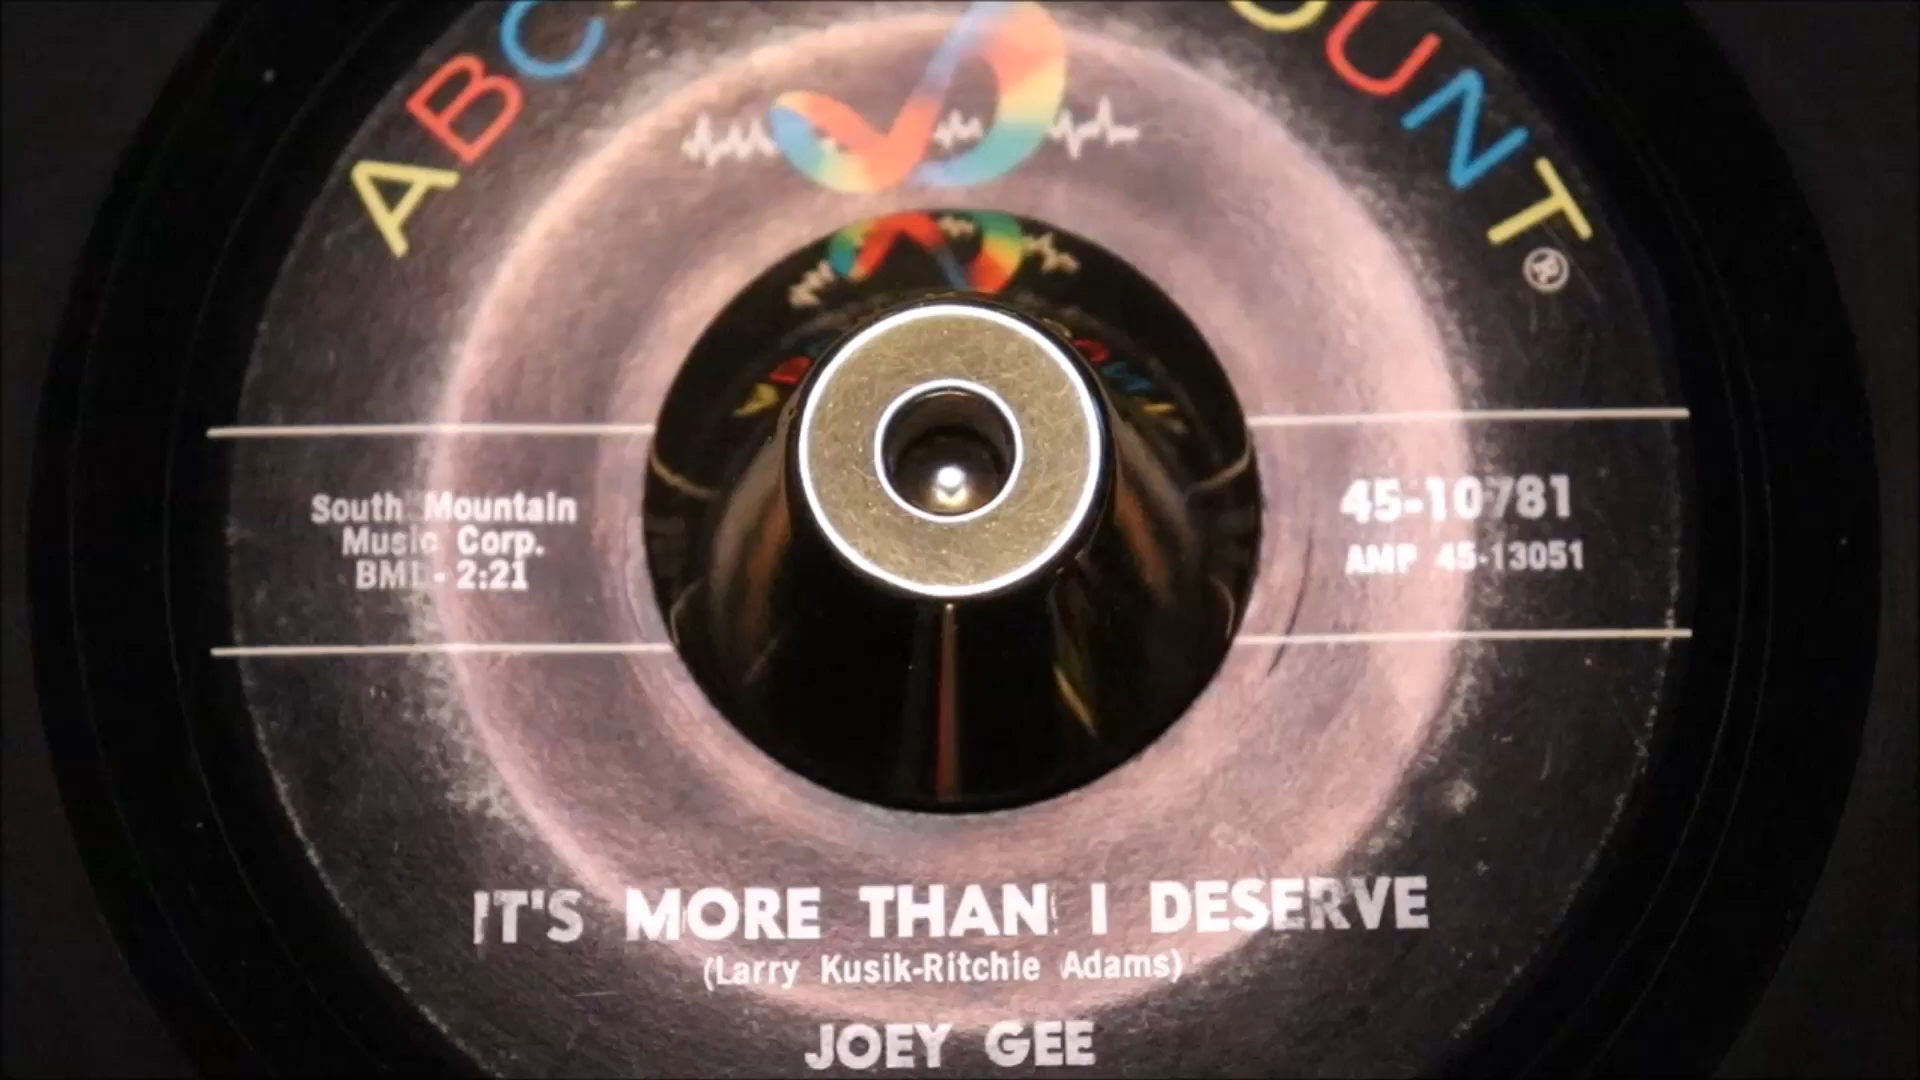 ABC
UNT®
South Mountain
Music Corp.
BMI - 2:21
45-10781
AMP 45-13051
IT'S MORE THAN I DESERVE
(Larry Kusik-Ritchie Adams)
JOEY GEE